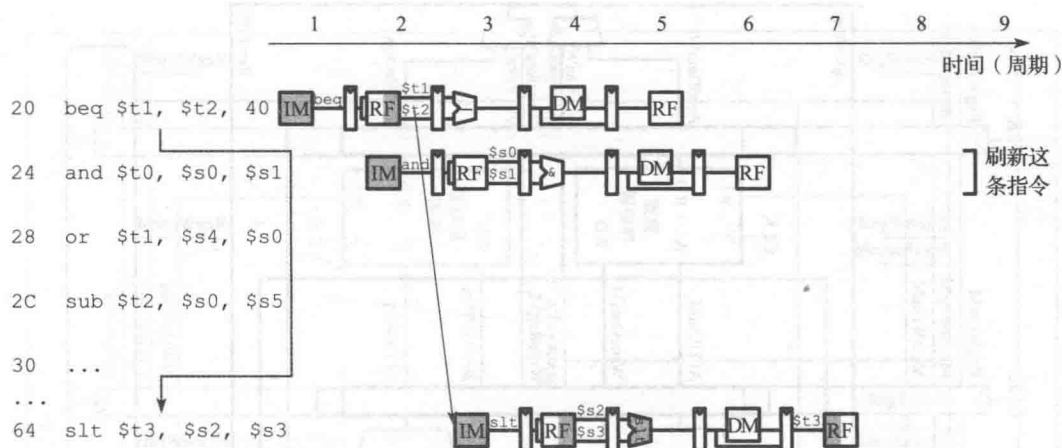 1 2 3 4 5 6 7 8 9
时间（周期）
20 beq $t1, $t2, 40 IM beq RF $t1 $t2 DM RF
24 and $t0, $s0, $s1 IM and RF $s0 $s1 & DM RF
刷新这
条指令
28 or $t1, $s4, $s0
2C sub $t2, $s0, $s5
30 ...
...
64 slt $t3, $s2, $s3 IM slt RF $s2 $s3 slt DM $t3 RF